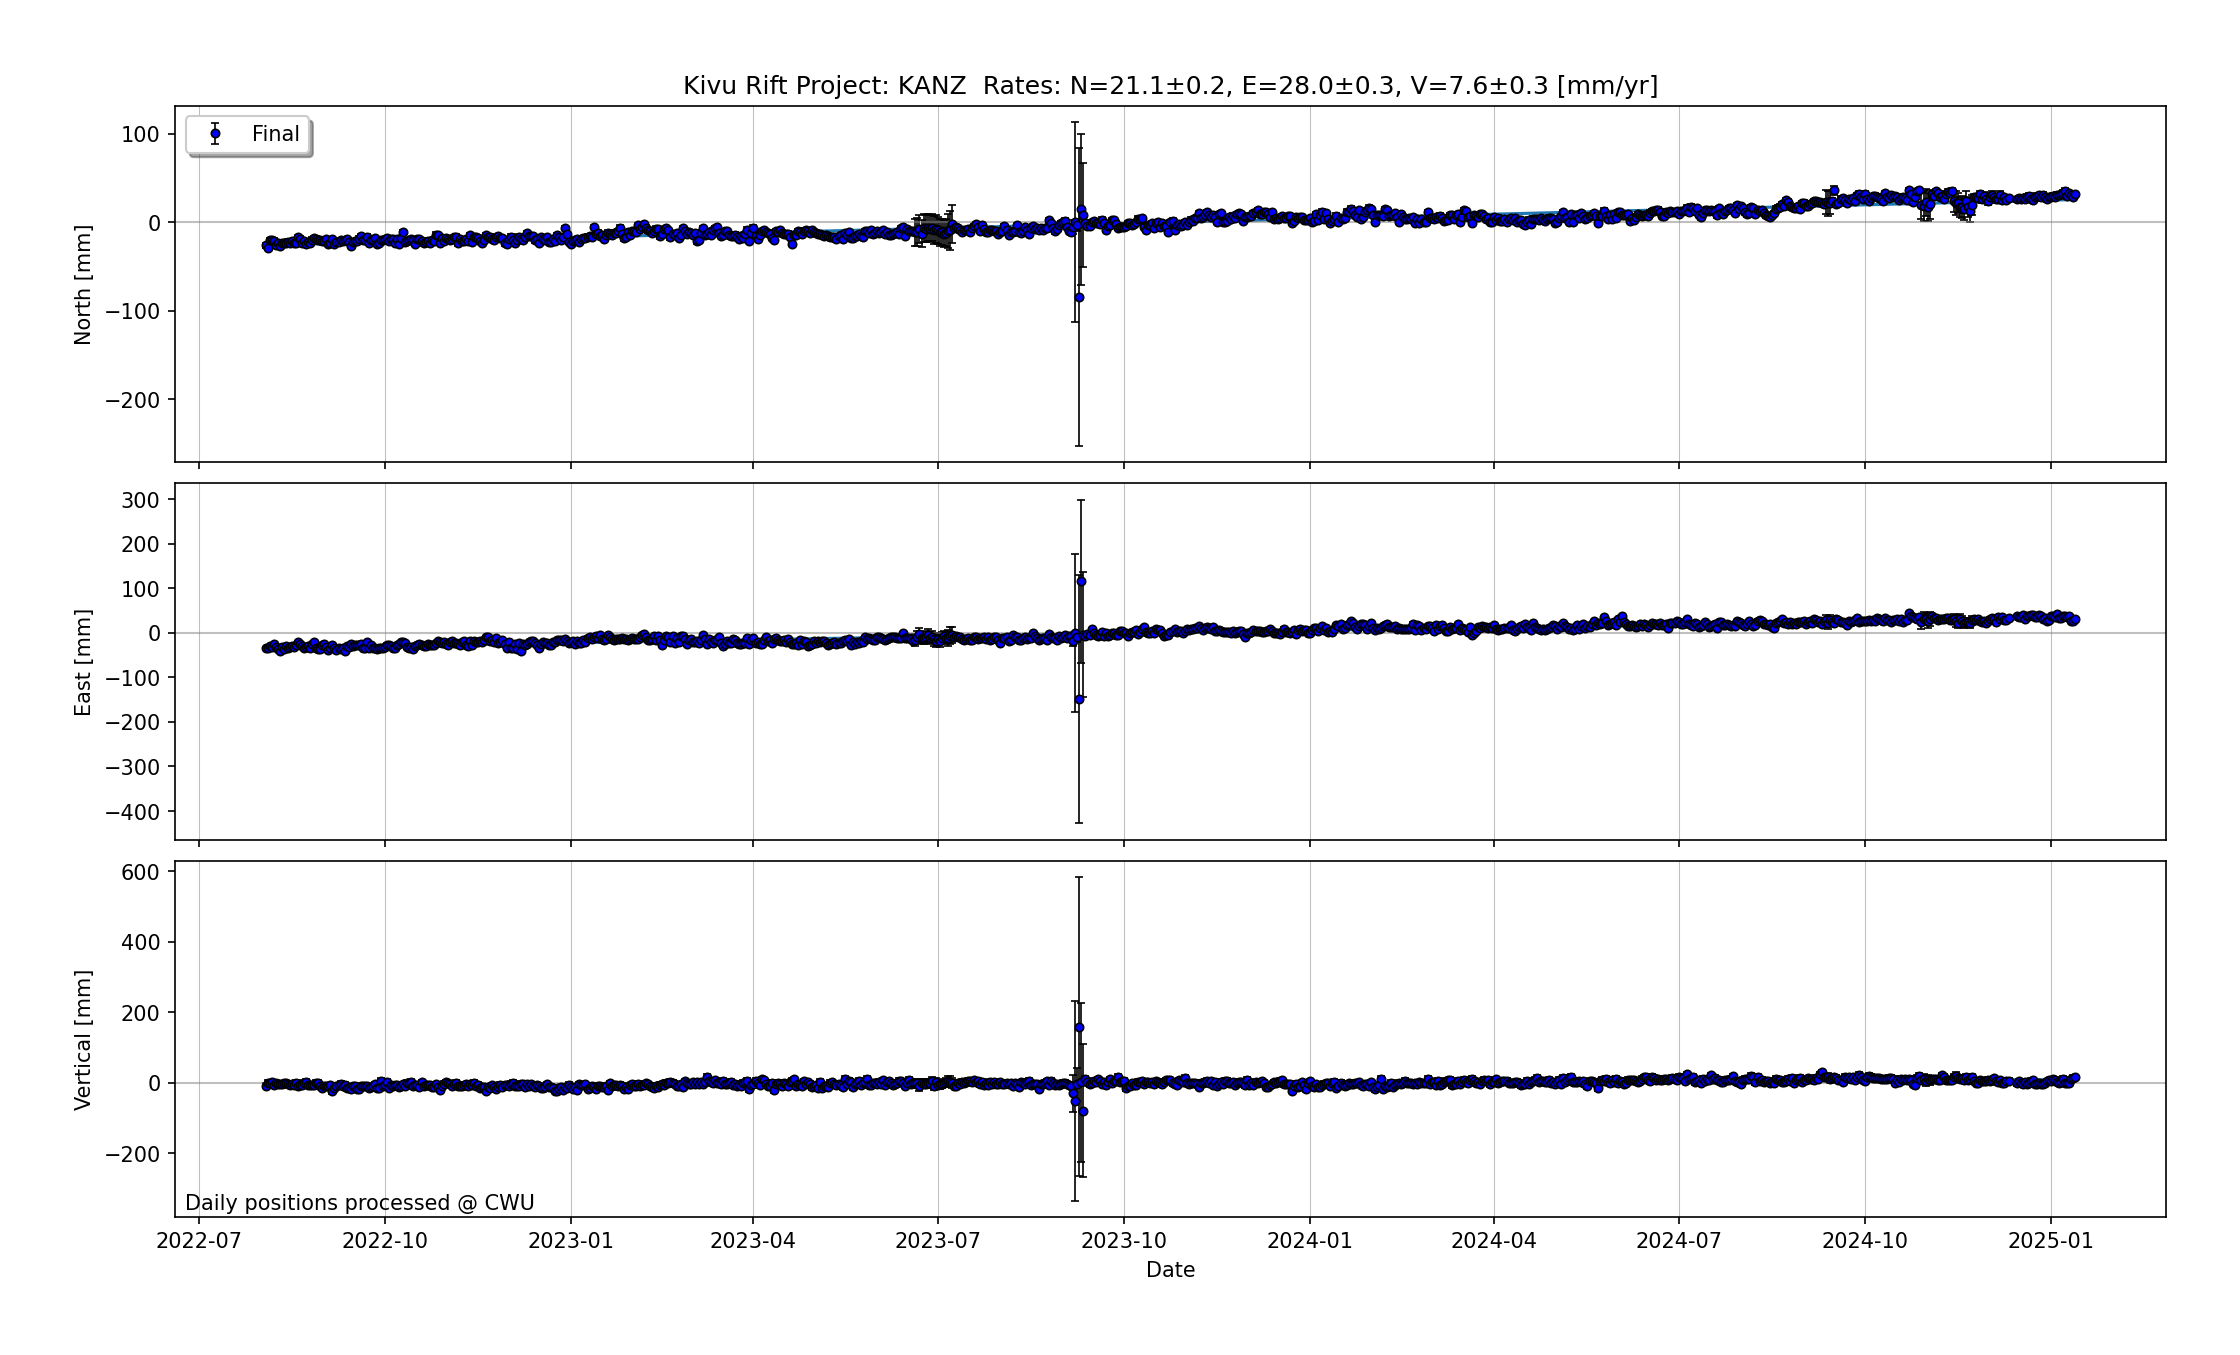 Kivu Rift Project: KANZ  Rates: N=21.1±0.2, E=28.0±0.3, V=7.6±0.3 [mm/yr]
Final
100
0
−100
−200
North [mm]
300
200
100
0
−100
−200
−300
−400
East [mm]
600
400
200
0
−200
Vertical [mm]
Daily positions processed @ CWU
2022-07 2022-10 2023-01 2023-04 2023-07 2023-10 2024-01 2024-04 2024-07 2024-10 2025-01
Date